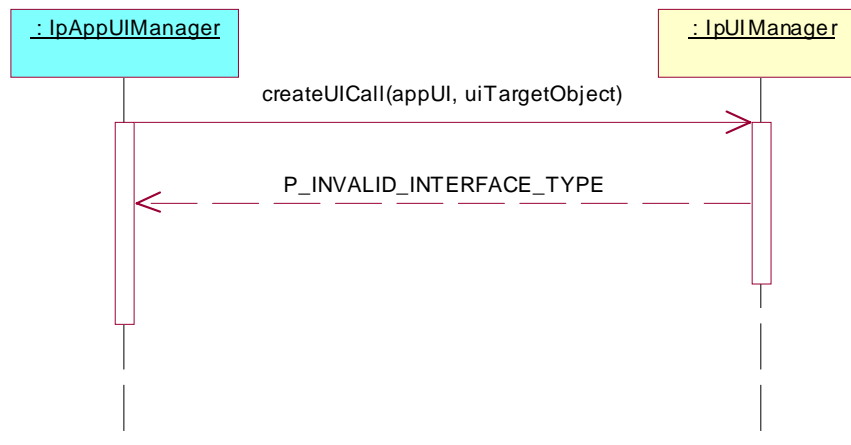 : IpAppUIManager
: IpUIManager
createUICall(appUI, uiTargetObject)
P_INVALID_INTERFACE_TYPE